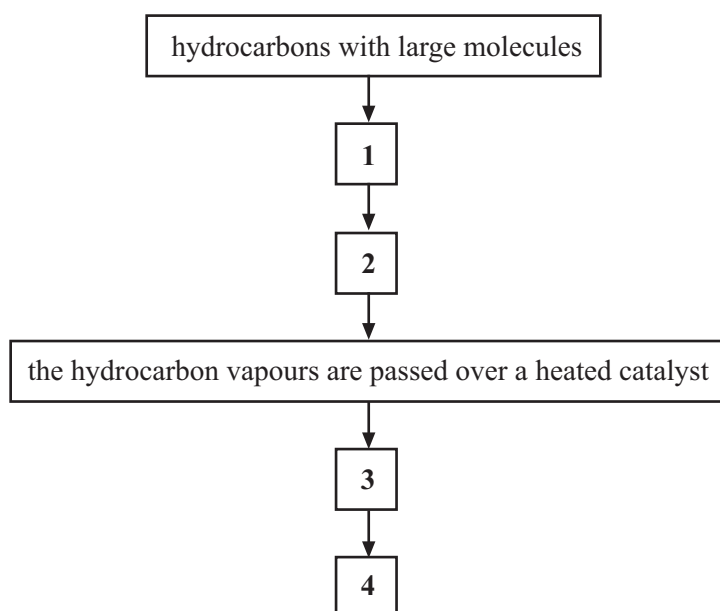 hydrocarbons with large molecules
1
2
the hydrocarbon vapours are passed over a heated catalyst
3
4